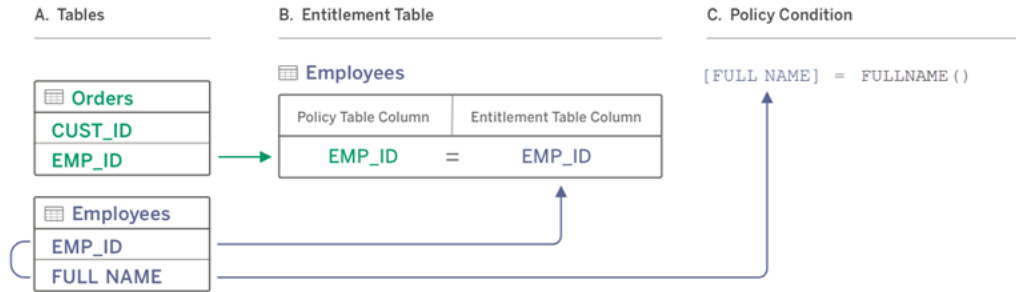 A. Tables
B. Entitlement Table
C. Policy Condition
Orders
CUST_ID
EMP_ID
Employees
EMP_ID
FULL NAME
Employees
Policy Table Column
Entitlement Table Column
EMP_ID = EMP_ID
[FULL NAME] = FULLNAME()